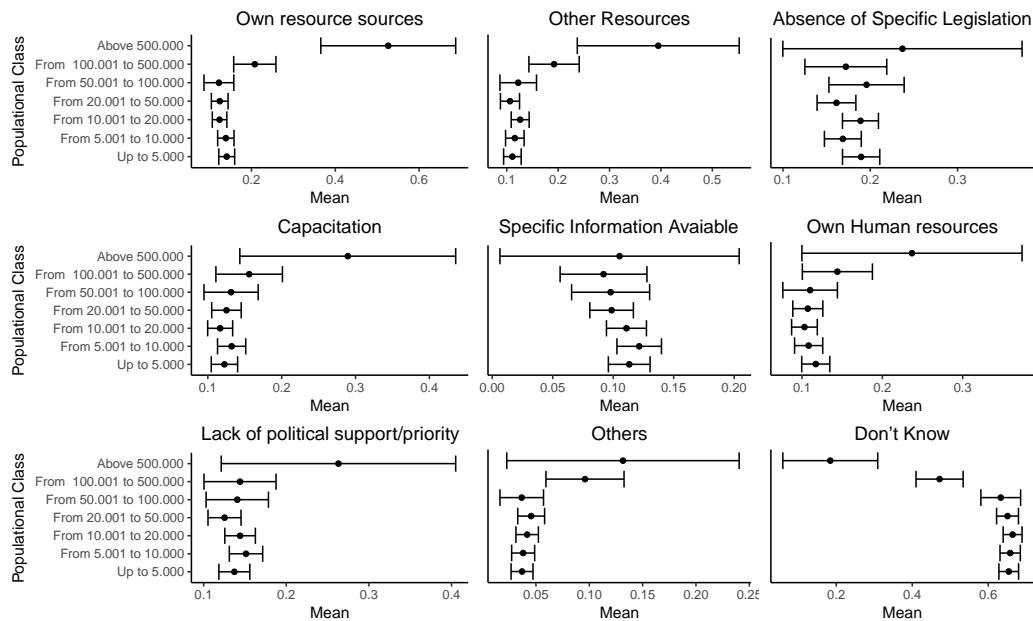 Own resource sources
Other Resources
Absence of Specific Legislation
Populational Class
Above 500.000
From  100.001 to 500.000
From 50.001 to 100.000
From 20.001 to 50.000
From 10.001 to 20.000
From 5.001 to 10.000
Up to 5.000
0.2 0.4 0.6
0.1 0.2 0.3 0.4 0.5
0.1 0.2 0.3
Mean
Mean
Mean
Capacitation
Specific Information Avaiable
Own Human resources
Populational Class
Above 500.000
From  100.001 to 500.000
From 50.001 to 100.000
From 20.001 to 50.000
From 10.001 to 20.000
From 5.001 to 10.000
Up to 5.000
0.1 0.2 0.3 0.4
0.00 0.05 0.10 0.15 0.20
0.1 0.2 0.3
Mean
Mean
Mean
Lack of political support/priority
Others
Don't Know
Populational Class
Above 500.000
From  100.001 to 500.000
From 50.001 to 100.000
From 20.001 to 50.000
From 10.001 to 20.000
From 5.001 to 10.000
Up to 5.000
0.1 0.2 0.3 0.4
0.05 0.10 0.15 0.20 0.25
0.2 0.4 0.6
Mean
Mean
Mean